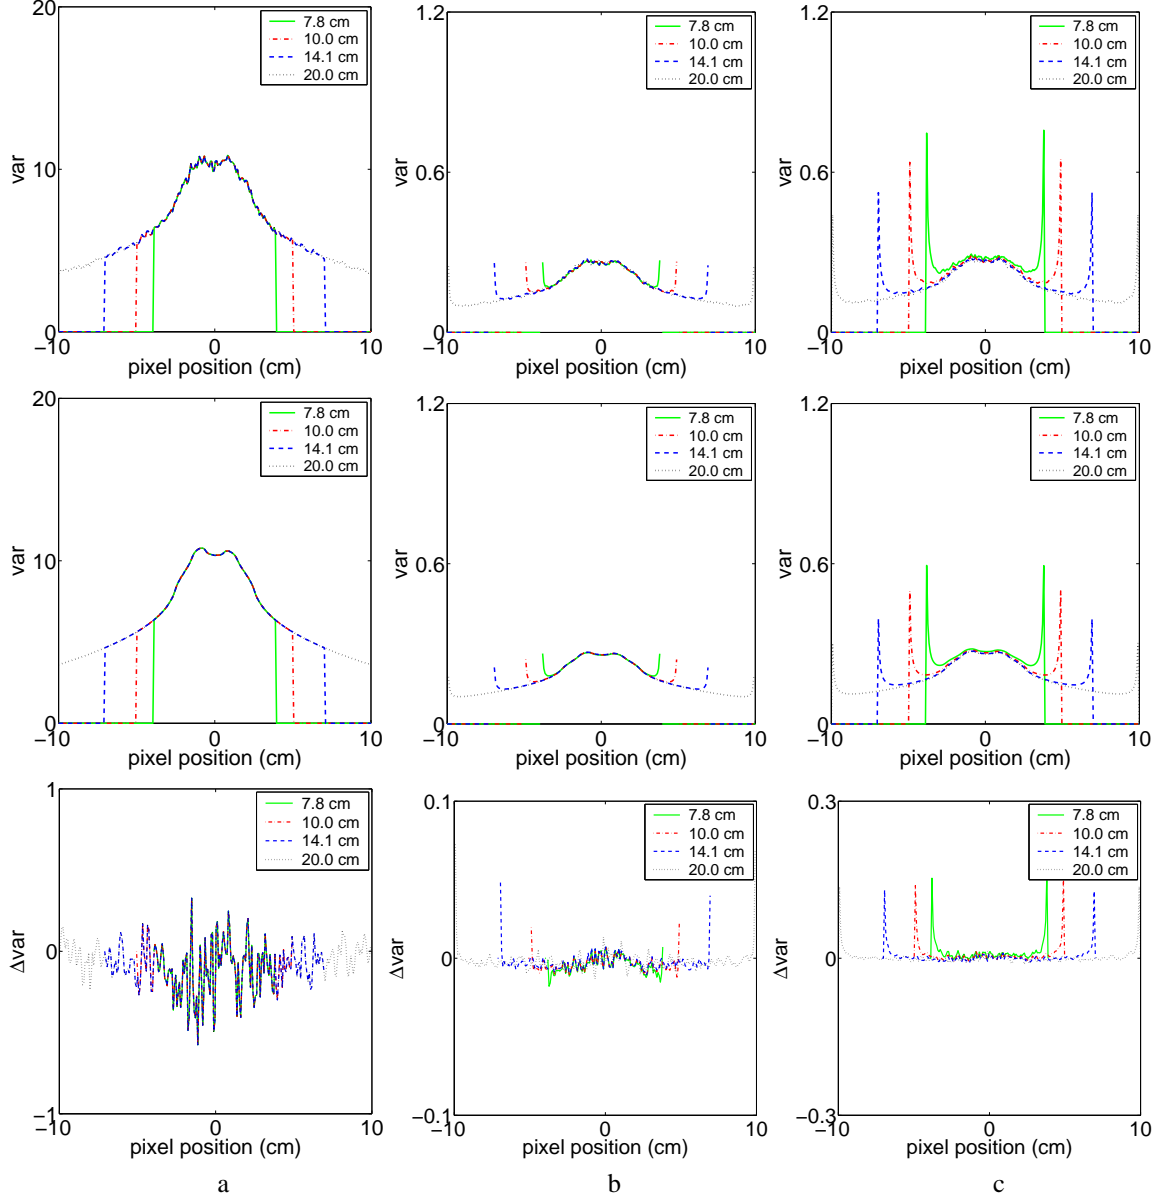 20
10
0
var
−10
0
10
pixel position (cm)
7.8 cm
10.0 cm
14.1 cm
20.0 cm
1.2
0.6
0
var
−10
0
10
pixel position (cm)
7.8 cm
10.0 cm
14.1 cm
20.0 cm
1.2
0.6
0
var
−10
0
10
pixel position (cm)
7.8 cm
10.0 cm
14.1 cm
20.0 cm
20
10
0
var
−10
0
10
pixel position (cm)
7.8 cm
10.0 cm
14.1 cm
20.0 cm
1.2
0.6
0
var
−10
0
10
pixel position (cm)
7.8 cm
10.0 cm
14.1 cm
20.0 cm
1.2
0.6
0
var
−10
0
10
pixel position (cm)
7.8 cm
10.0 cm
14.1 cm
20.0 cm
1
0
−1
Δvar
−10
0
10
pixel position (cm)
7.8 cm
10.0 cm
14.1 cm
20.0 cm
0.1
0
−0.1
Δvar
−10
0
10
pixel position (cm)
7.8 cm
10.0 cm
14.1 cm
20.0 cm
0.3
0
−0.3
Δvar
−10
0
10
pixel position (cm)
7.8 cm
10.0 cm
14.1 cm
20.0 cm
a
b
c